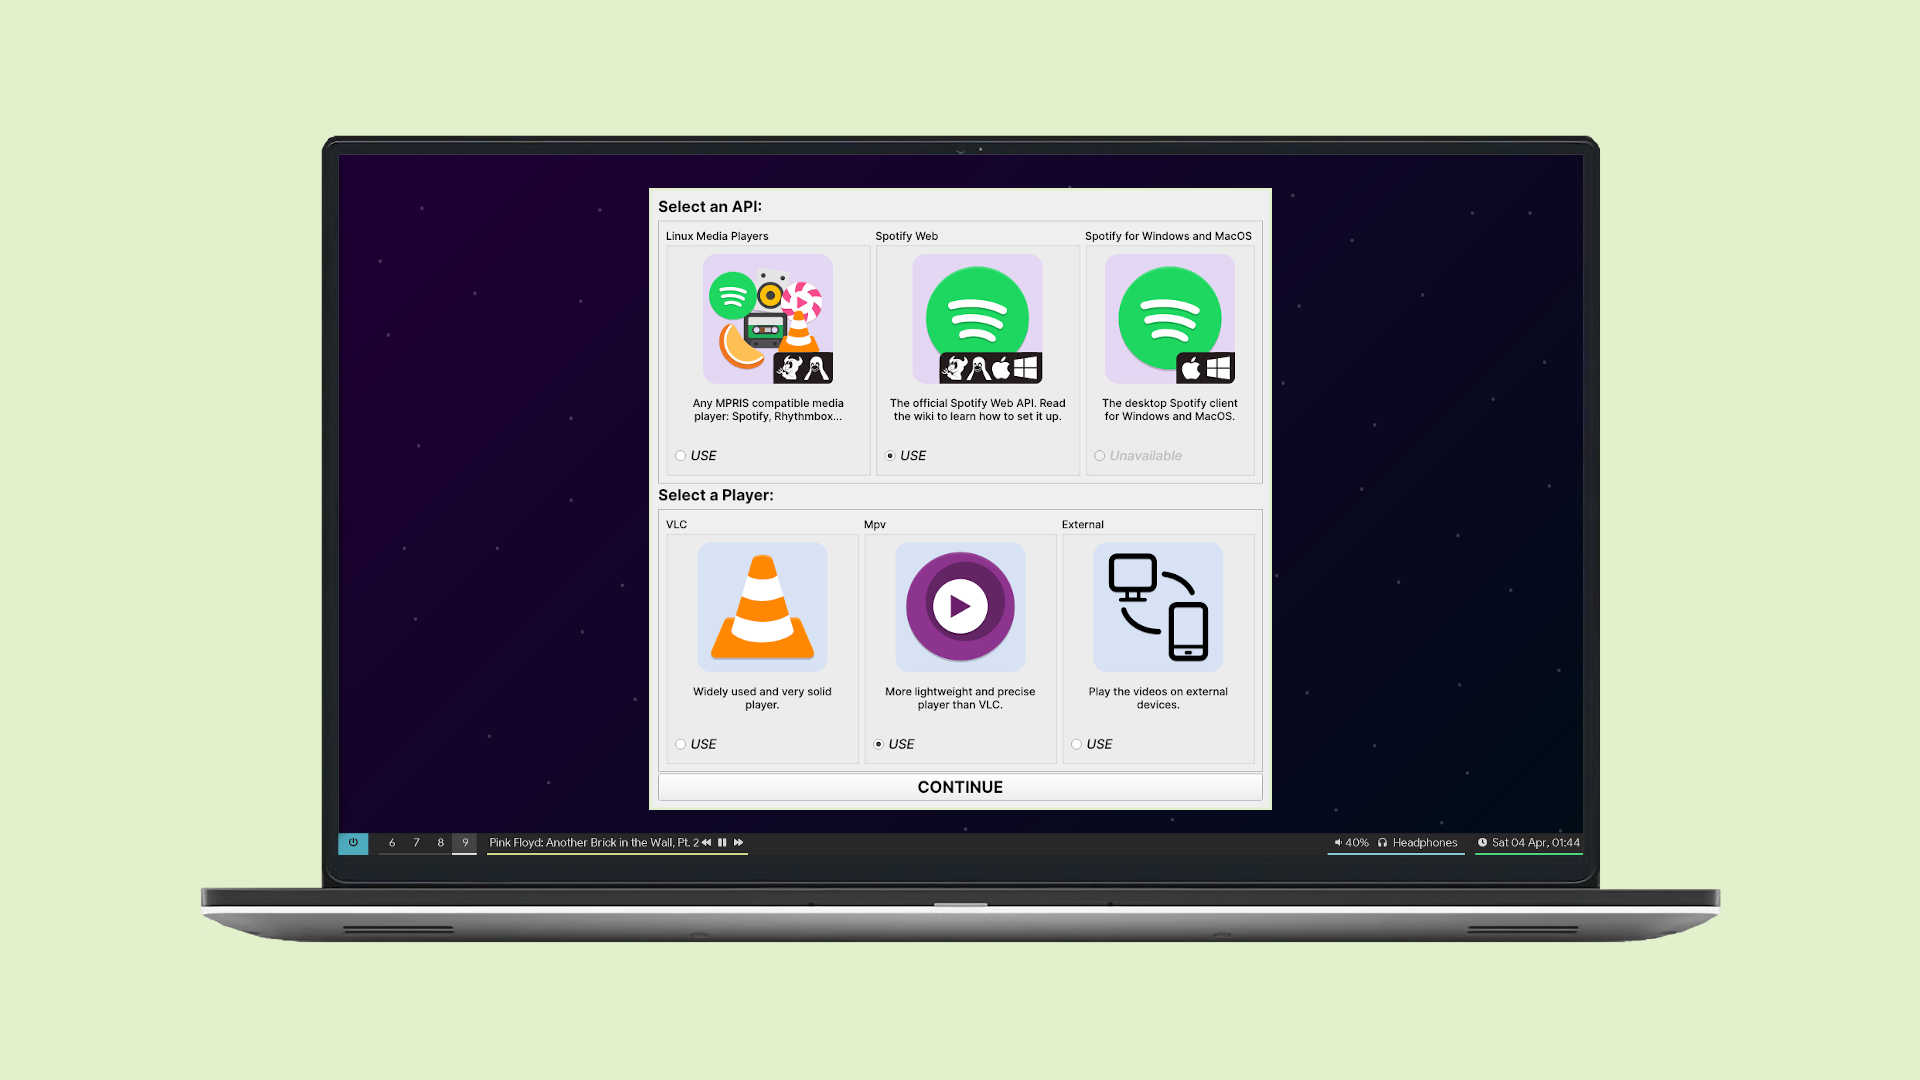 Select an API:
Linux Media Players
Spotify Web
Spotify for Windows and MacOS
Any MPRIS compatible media
player: Spotify, Rhythmbox...
The official Spotify Web API. Read
the wiki to learn how to set it up.
The desktop Spotify client
for Windows and MacOS.
USE
USE
Unavailable
Select a Player:
VLC
Mpv
External
Widely used and very solid
player.
More lightweight and precise
player than VLC.
Play the videos on external
devices.
USE
USE
USE
CONTINUE
6 7 8 9 Pink Floyd: Another Brick in the Wall, Pt. 2 40% Headphones Sat 04 Apr, 01:44